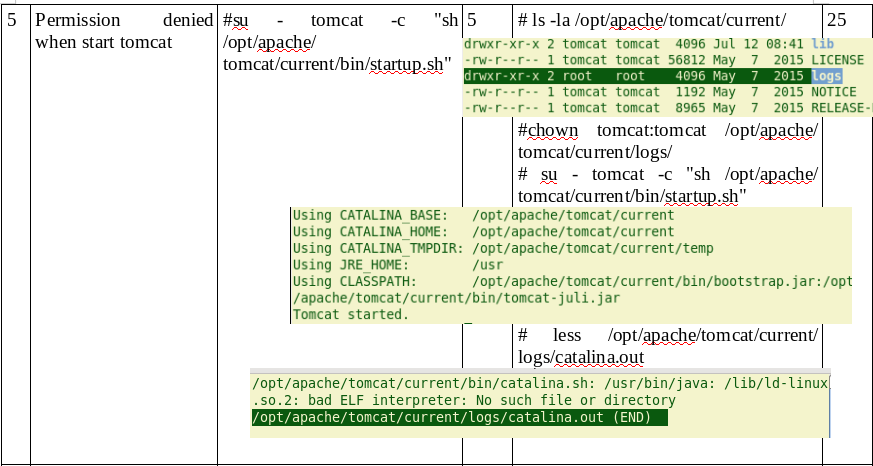 5
Permission denied
when start tomcat
#su - tomcat -c "sh
/opt/apache/
tomcat/current/bin/startup.sh"
5
# ls -la /opt/apache/tomcat/current/
drwxr-xr-x 2 tomcat tomcat 4096 Jul 12 08:41 lib
-rw-r--r-- 1 tomcat tomcat 56812 May 7 2015 LICENSE
drwxr-xr-x 2 root root 4096 May 7 2015 logs
-rw-r--r-- 1 tomcat tomcat 1192 May 7 2015 NOTICE
-rw-r--r-- 1 tomcat tomcat 8965 May 7 2015 RELEASE-
#chown tomcat:tomcat /opt/apache/
tomcat/current/logs/
# su - tomcat -c "sh /opt/apache/
tomcat/current/bin/startup.sh"
Using CATALINA_BASE: /opt/apache/tomcat/current
Using CATALINA_HOME: /opt/apache/tomcat/current
Using CATALINA_TMPDIR: /opt/apache/tomcat/current/temp
Using JRE_HOME: /usr
Using CLASSPATH: /opt/apache/tomcat/current/bin/bootstrap.jar:/opt
/apache/tomcat/current/bin/tomcat-juli.jar
Tomcat started.
# less /opt/apache/tomcat/current/
logs/catalina.out
/opt/apache/tomcat/current/bin/catalina.sh: /usr/bin/java: /lib/ld-linux
.so.2: bad ELF interpreter: No such file or directory
/opt/apache/tomcat/current/logs/catalina.out (END)
25